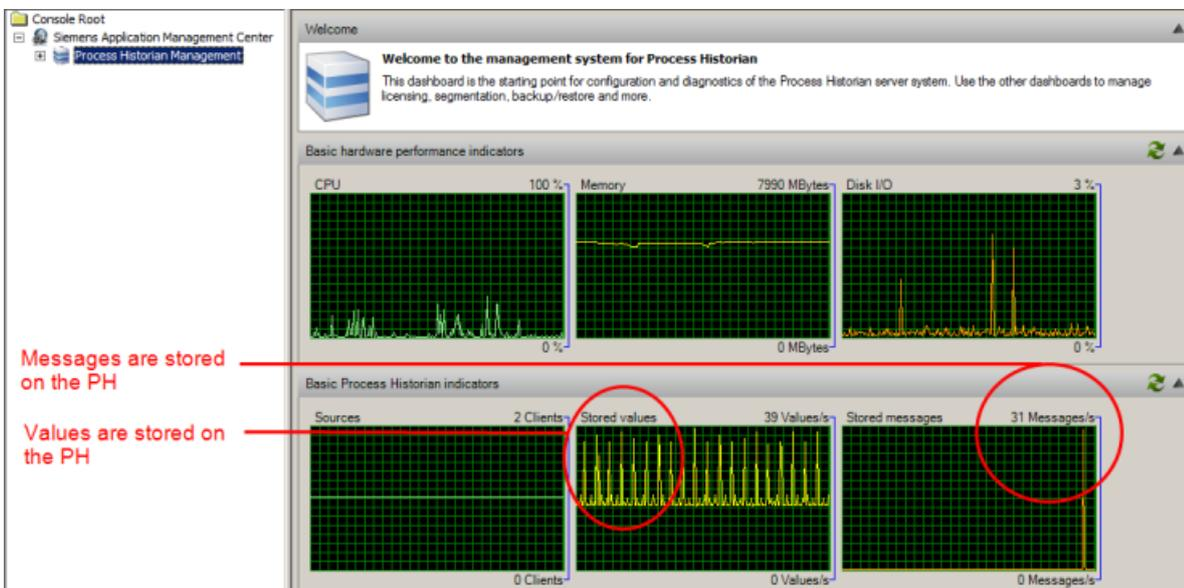 Console Root
Siemens Application Management Center
Process Historian Management
Welcome
Welcome to the management system for Process Historian
This dashboard is the starting point for configuration and diagnostics of the Process Historian server system. Use the other dashboards to manage
licensing, segmentation, backup/restore and more.
Basic hardware performance indicators
CPU 100 %
0 %
Memory 7990 MBytes
0 MBytes
Disk I/O 3 %
0 %
Messages are stored
on the PH
Values are stored on
the PH
Basic Process Historian indicators
Sources 2 Clients
0 Clients
Stored values 39 Values/s
0 Values/s
Stored messages 31 Messages/s
0 Messages/s